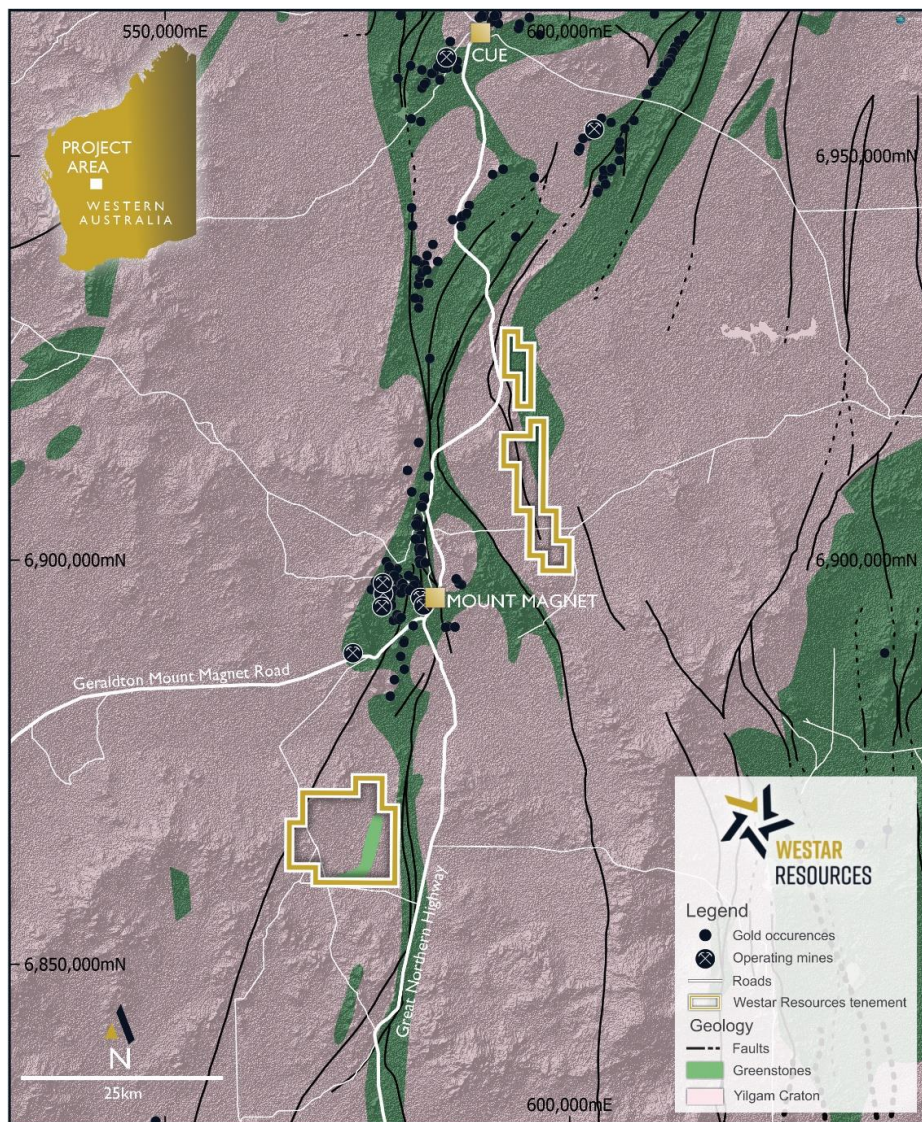 550,000mE
600,000mE
CUE
PROJECT
AREA
WESTERN
AUSTRALIA
6,950,000mN
6,900,000mN
6,900,000mN
MOUNT MAGNET
Geraldton Mount Magnet Road
Great Northern Highway
6,850,000mN
N
25km
600,000mE
WESTAR
RESOURCES
Legend
Gold occurences
Operating mines
Roads
Westar Resources tenement
Geology
Faults
Greenstones
Yilgam Craton